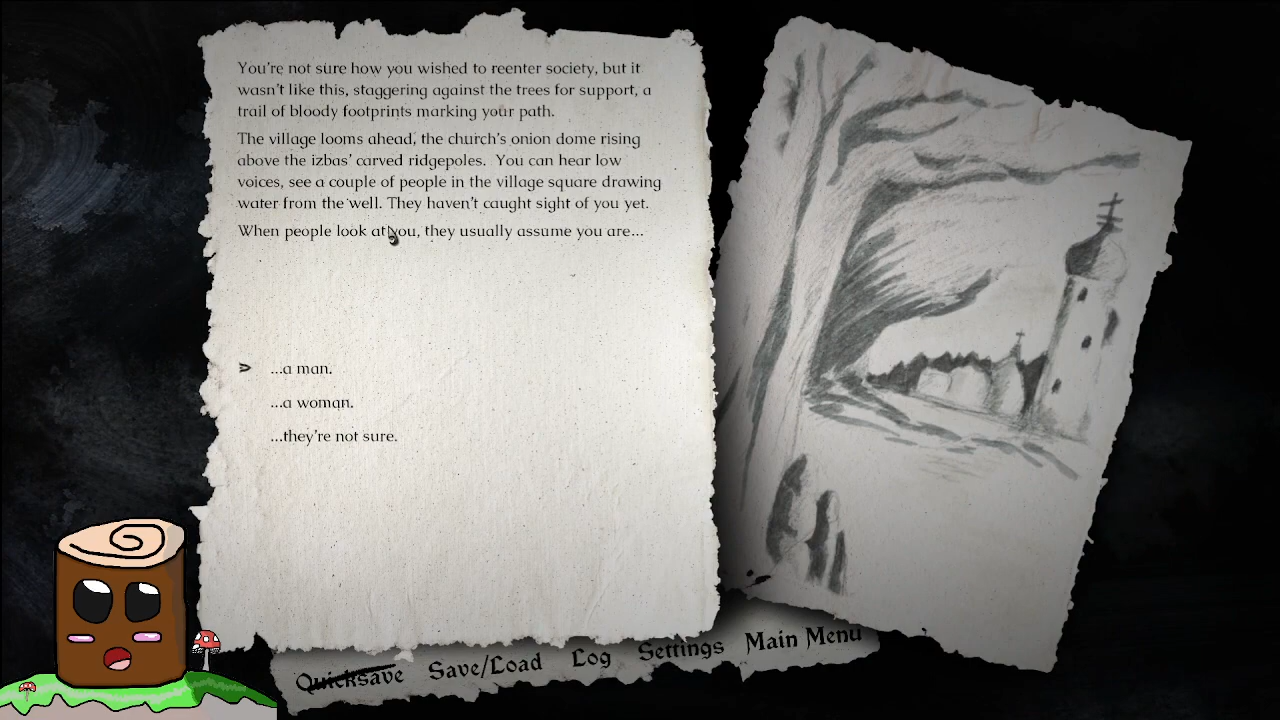 You're not sure how you wished to reenter society, but it
wasn't like this, staggering against the trees for support, a
trail of bloody footprints marking your path.
The village looms ahead, the church's onion dome rising
above the izbas' carved ridgepoles.  You can hear low
voices, see a couple of people in the village square drawing
water from the well. They haven't caught sight of you yet.
When people look at you, they usually assume you are...
...a man.
...a woman.
...they're not sure.
Quicksave Save/Load Log Settings Main Menu